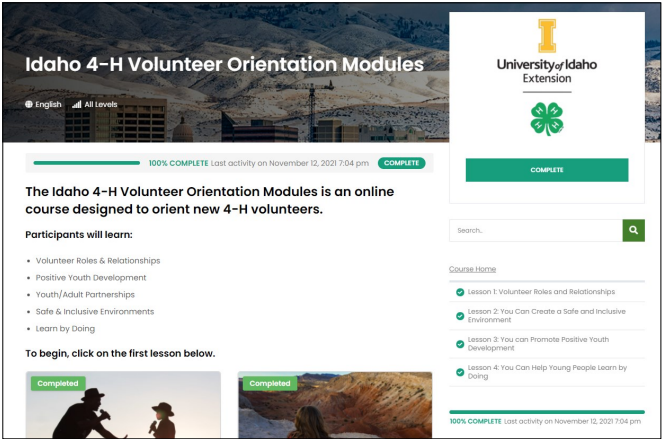 Idaho 4-H Volunteer Orientation Modules
English All Levels
100% COMPLETE Last activity on November 12, 2021 7:04 pm COMPLETE
The Idaho 4-H Volunteer Orientation Modules is an online
course designed to orient new 4-H volunteers.
Participants will learn:
• Volunteer Roles & Relationships
• Positive Youth Development
• Youth/Adult Partnerships
• Safe & Inclusive Environments
• Learn by Doing
To begin, click on the first lesson below.
Completed
Completed
I
University of Idaho
Extension
H H H H
COMPLETE
Search..
Course Home
Lesson 1: Volunteer Roles and Relationships
Lesson 2: You Can Create a Safe and Inclusive
Environment
Lesson 3: You can Promote Positive Youth
Development
Lesson 4: You Can Help Young People Learn by
Doing
100% COMPLETE Last activity on November 12, 2021 7:04 pm